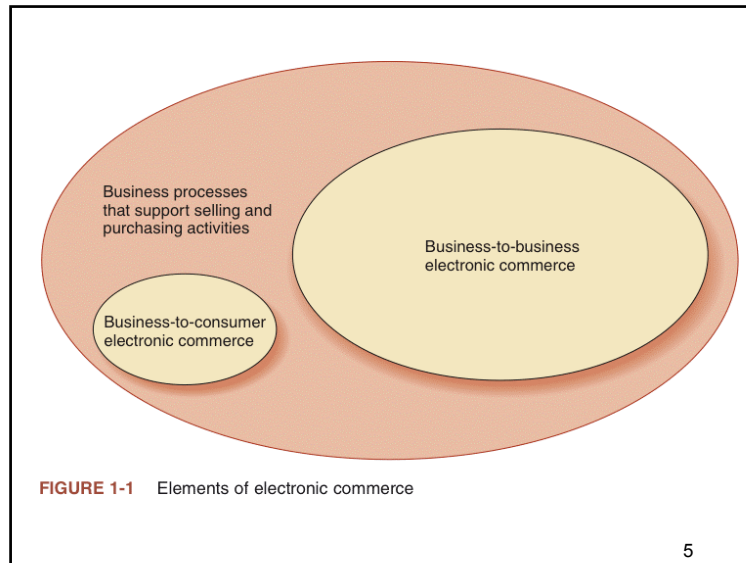 Business processes
that support selling and
purchasing activities
Business-to-business
electronic commerce
Business-to-consumer
electronic commerce
FIGURE 1-1 Elements of electronic commerce
5